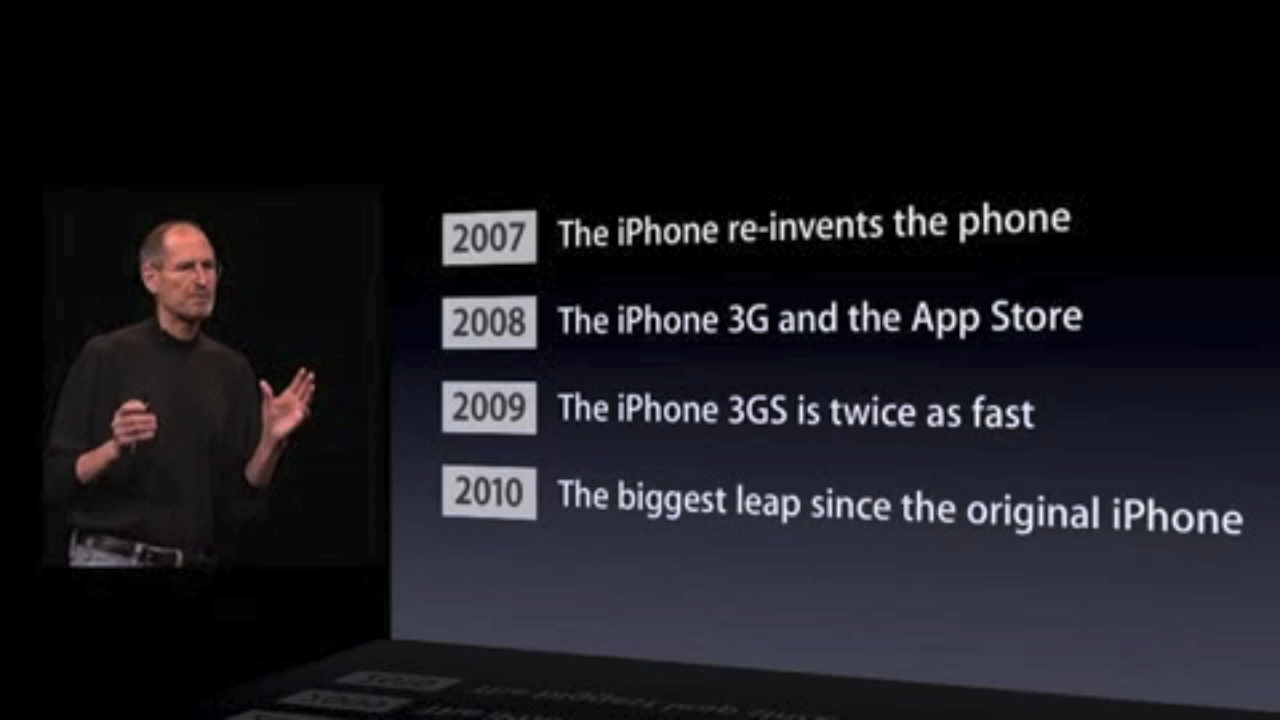 2007 The iPhone re-invents the phone
2008 The iPhone 3G and the App Store
2009 The iPhone 3GS is twice as fast
2010 The biggest leap since the original iPhone